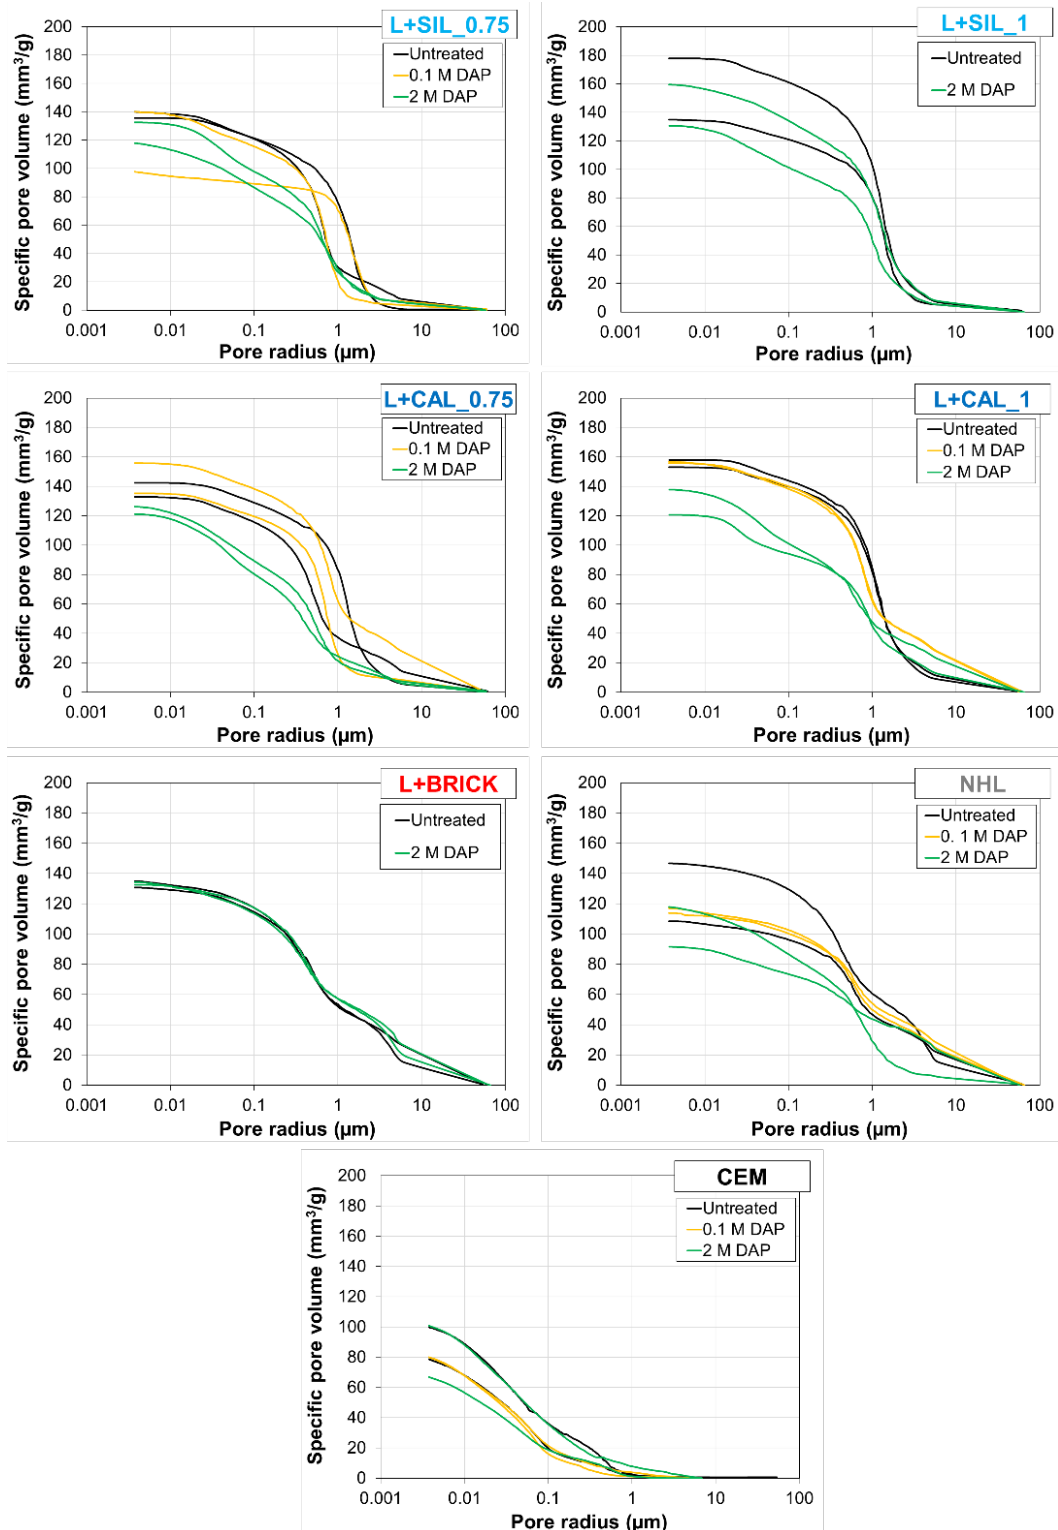 L+SIL_0.75
Untreated
0.1 M DAP
2 M DAP
Specific pore volume (mm³/g)
200
180
160
140
120
100
80
60
40
20
0
0.001 0.01 0.1 1 10 100
Pore radius (µm)
L+SIL_1
Untreated
2 M DAP
Specific pore volume (mm³/g)
200
180
160
140
120
100
80
60
40
20
0
0.001 0.01 0.1 1 10 100
Pore radius (µm)
L+CAL_0.75
Untreated
0.1 M DAP
2 M DAP
Specific pore volume (mm³/g)
200
180
160
140
120
100
80
60
40
20
0
0.001 0.01 0.1 1 10 100
Pore radius (µm)
L+CAL_1
Untreated
0.1 M DAP
2 M DAP
Specific pore volume (mm³/g)
200
180
160
140
120
100
80
60
40
20
0
0.001 0.01 0.1 1 10 100
Pore radius (µm)
L+BRICK
Untreated
2 M DAP
Specific pore volume (mm³/g)
200
180
160
140
120
100
80
60
40
20
0
0.001 0.01 0.1 1 10 100
Pore radius (µm)
NHL
Untreated
0. 1 M DAP
2 M DAP
Specific pore volume (mm³/g)
200
180
160
140
120
100
80
60
40
20
0
0.001 0.01 0.1 1 10 100
Pore radius (µm)
CEM
Untreated
0.1 M DAP
2 M DAP
Specific pore volume (mm³/g)
200
180
160
140
120
100
80
60
40
20
0
0.001 0.01 0.1 1 10 100
Pore radius (µm)